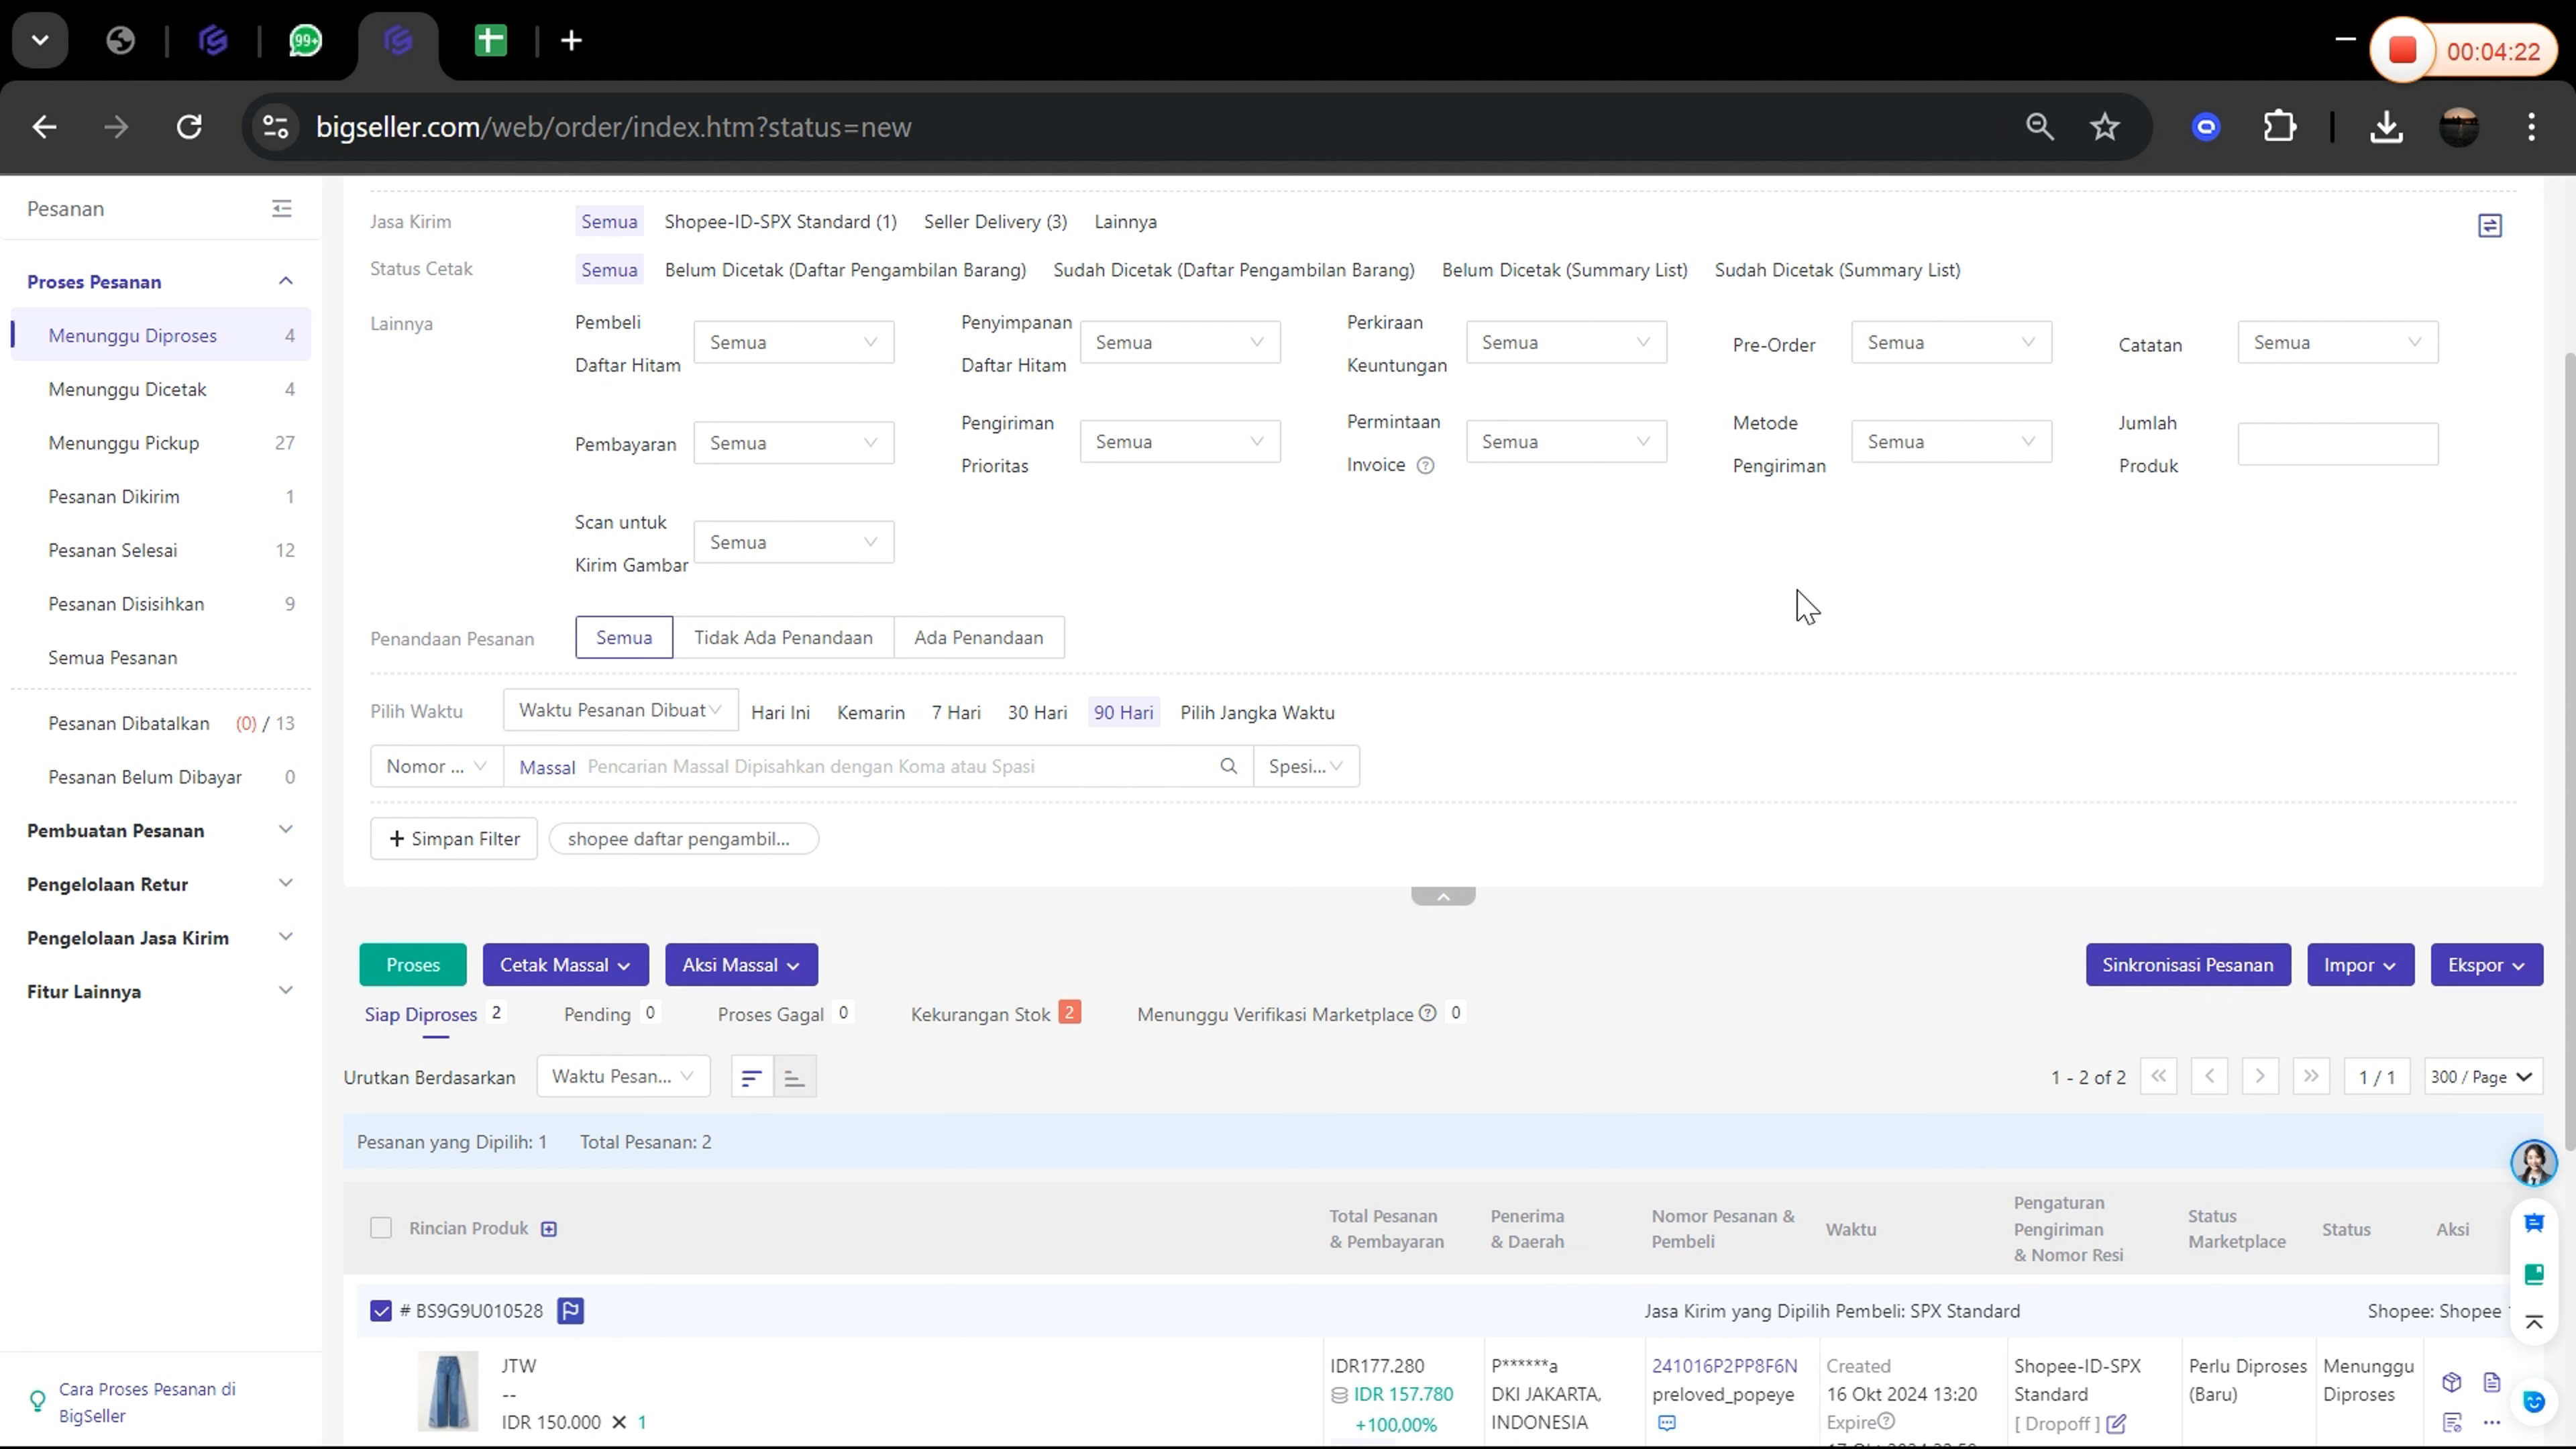 99+
00:04:22
bigseller.com/web/order/index.htm?status=new
Pesanan
Proses Pesanan
Menunggu Diproses 4
Menunggu Dicetak 4
Menunggu Pickup 27
Pesanan Dikirim 1
Pesanan Selesai 12
Pesanan Disisihkan 9
Semua Pesanan
Pesanan Dibatalkan (0) / 13
Pesanan Belum Dibayar 0
Pembuatan Pesanan
Pengelolaan Retur
Pengelolaan Jasa Kirim
Fitur Lainnya
Cara Proses Pesanan di
BigSeller
Jasa Kirim Semua Shopee-ID-SPX Standard (1) Seller Delivery (3) Lainnya
Status Cetak Semua Belum Dicetak (Daftar Pengambilan Barang) Sudah Dicetak (Daftar Pengambilan Barang) Belum Dicetak (Summary List) Sudah Dicetak (Summary List)
Lainnya
Pembeli
Daftar Hitam
Semua
Penyimpanan
Daftar Hitam
Semua
Perkiraan
Keuntungan
Semua
Pre-Order
Semua
Catatan
Semua
Pembayaran
Semua
Pengiriman
Prioritas
Semua
Permintaan
Invoice ?
Semua
Metode
Pengiriman
Semua
Jumlah
Produk
Scan untuk
Kirim Gambar
Semua
Penandaan Pesanan Semua Tidak Ada Penandaan Ada Penandaan
Pilih Waktu Waktu Pesanan Dibuat Hari Ini Kemarin 7 Hari 30 Hari 90 Hari Pilih Jangka Waktu
Nomor ... Massal Pencarian Massal Dipisahkan dengan Koma atau Spasi Spesi...
+ Simpan Filter shopee daftar pengambil...
Proses Cetak Massal Aksi Massal Sinkronisasi Pesanan Impor Ekspor
Siap Diproses 2 Pending 0 Proses Gagal 0 Kekurangan Stok 2 Menunggu Verifikasi Marketplace ? 0
Urutkan Berdasarkan Waktu Pesan... 1 - 2 of 2 1 / 1 300 / Page
Pesanan yang Dipilih: 1 Total Pesanan: 2
Rincian Produk
Total Pesanan
& Pembayaran
Penerima
& Daerah
Nomor Pesanan &
Pembeli
Waktu
Pengaturan
Pengiriman
& Nomor Resi
Status
Marketplace
Status
Aksi
# BS9G9U010528 Jasa Kirim yang Dipilih Pembeli: SPX Standard Shopee: Shopee
JTW
--
IDR 150.000 × 1
IDR177.280
IDR 157.780
+100,00%
P******a
DKI JAKARTA,
INDONESIA
241016P2PP8F6N
preloved_popeye
Created
16 Okt 2024 13:20
Expire?
Shopee-ID-SPX
Standard
[ Dropoff ]
Perlu Diproses
(Baru)
Menunggu
Diproses